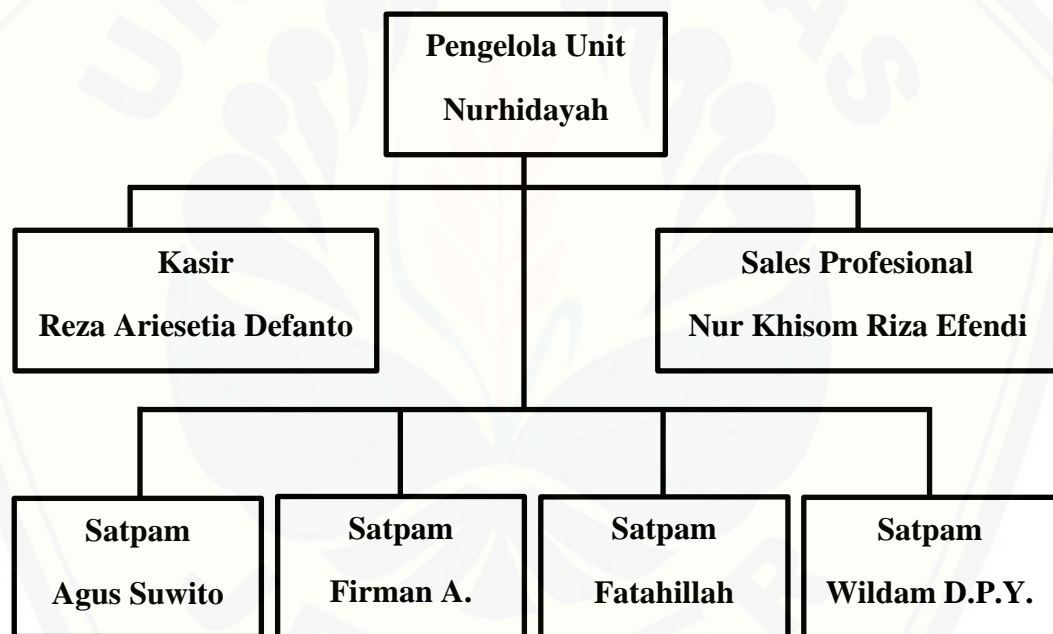 Pengelola Unit
Nurhidayah
Kasir
Reza Ariesetia Defanto
Sales Profesional
Nur Khisom Riza Efendi
Satpam
Agus Suwito
Satpam
Firman A.
Satpam
Fatahillah
Satpam
Wildam D.P.Y.